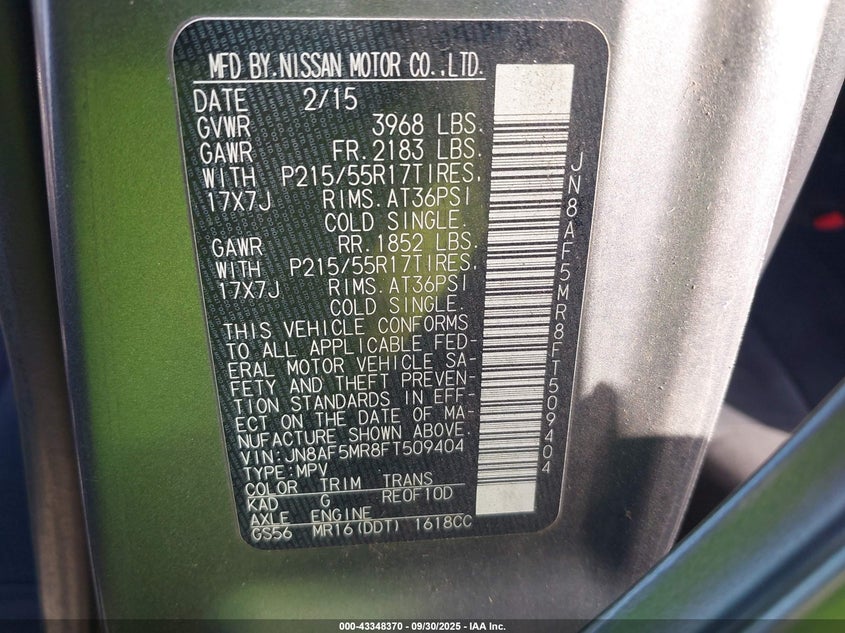 MFD BY.NISSAN MOTOR CO.,LTD.
DATE 2/15
GVWR 3968 LBS.
GAWR FR.2183 LBS.
WITH P215/55R17TIRES,
17X7J RIMS.AT36PSI
COLD SINGLE.
GAWR RR.1852 LBS.
WITH P215/55R17TIRES,
17X7J RIMS.AT36PSI
COLD SINGLE.
THIS VEHICLE CONFORMS
TO ALL APPLICABLE FED-
ERAL MOTOR VEHICLE SA-
FETY AND THEFT PREVEN-
TION STANDARDS IN EFF-
ECT ON THE DATE OF MA-
NUFACTURE SHOWN ABOVE.
VIN:JN8AF5MR8FT509404
TYPE:MPV
COLOR TRIM TRANS
KAD G RE0F10D
AXLE ENGINE
GS56 MR16(DDT) 1618CC
JN8AF5MR8FT509404
000-43348370 | 09/30/2025 | IAA Inc.